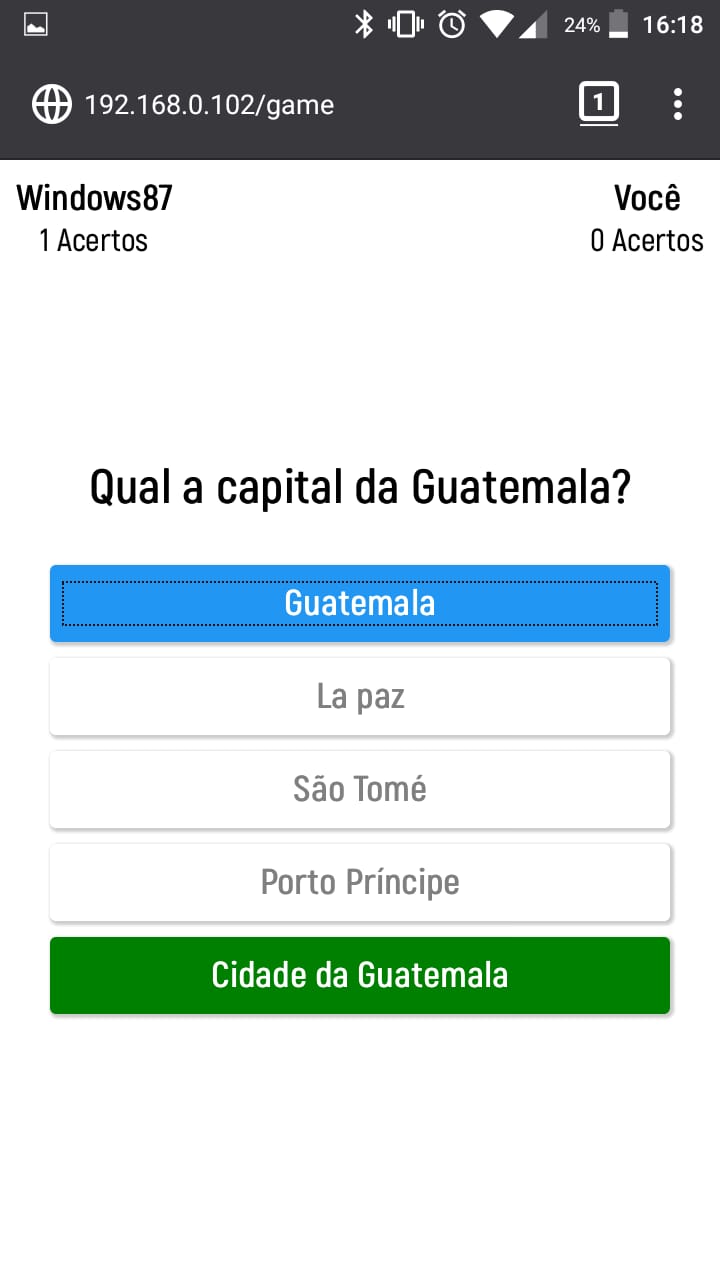 24% 16:18
192.168.0.102/game 1
Windows87 Você
1 Acertos 0 Acertos
Qual a capital da Guatemala?
Guatemala
La paz
São Tomé
Porto Príncipe
Cidade da Guatemala